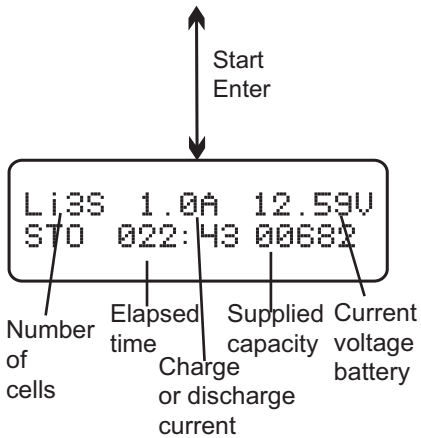 Start
Enter
Li3S 1.0A 12.59V
STO 022:43 00682
Number
of
cells
Elapsed
time
Charge
or discharge
current
Supplied
capacity
Current
voltage
battery